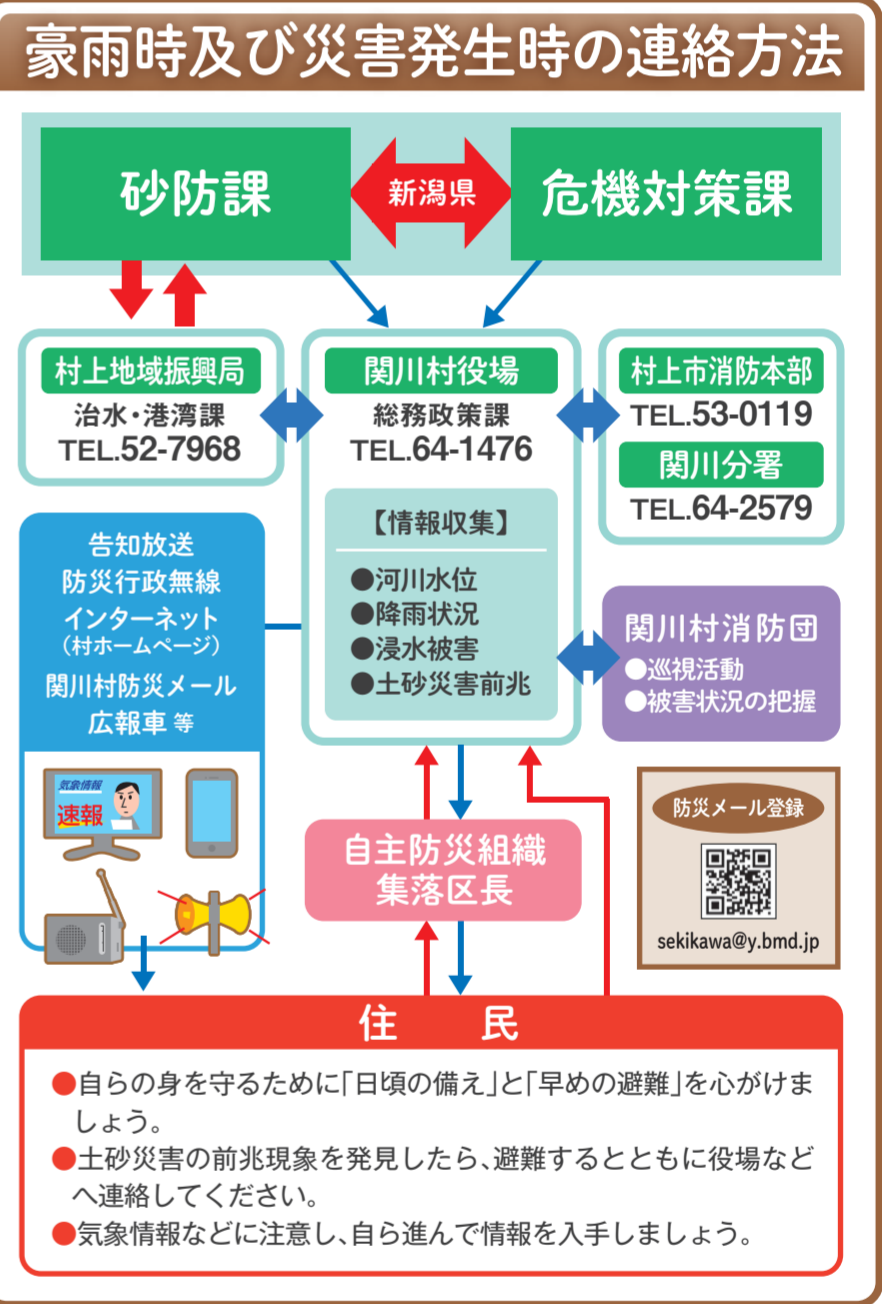 豪雨時及び災害発生時の連絡方法
砂防課
新潟県
危機対策課
村上地域振興局
治水・港湾課
TEL.52-7968
関川村役場
総務政策課
TEL.64-1476
村上市消防本部
TEL.53-0119
関川分署
TEL.64-2579
【情報収集】
●河川水位
●降雨状況
●浸水被害
●土砂災害前兆
告知放送
防災行政無線
インターネット
（村ホームページ）
関川村防災メール
広報車 等
関川村消防団
●巡視活動
●被害状況の把握
気象情報
速報
自主防災組織
集落区長
防災メール登録
sekikawa@y.bmd.jp
住　民
●自らの身を守るために「日頃の備え」と「早めの避難」を心がけま
しょう。
●土砂災害の前兆現象を発見したら、避難するとともに役場など
へ連絡してください。
●気象情報などに注意し、自ら進んで情報を入手しましょう。